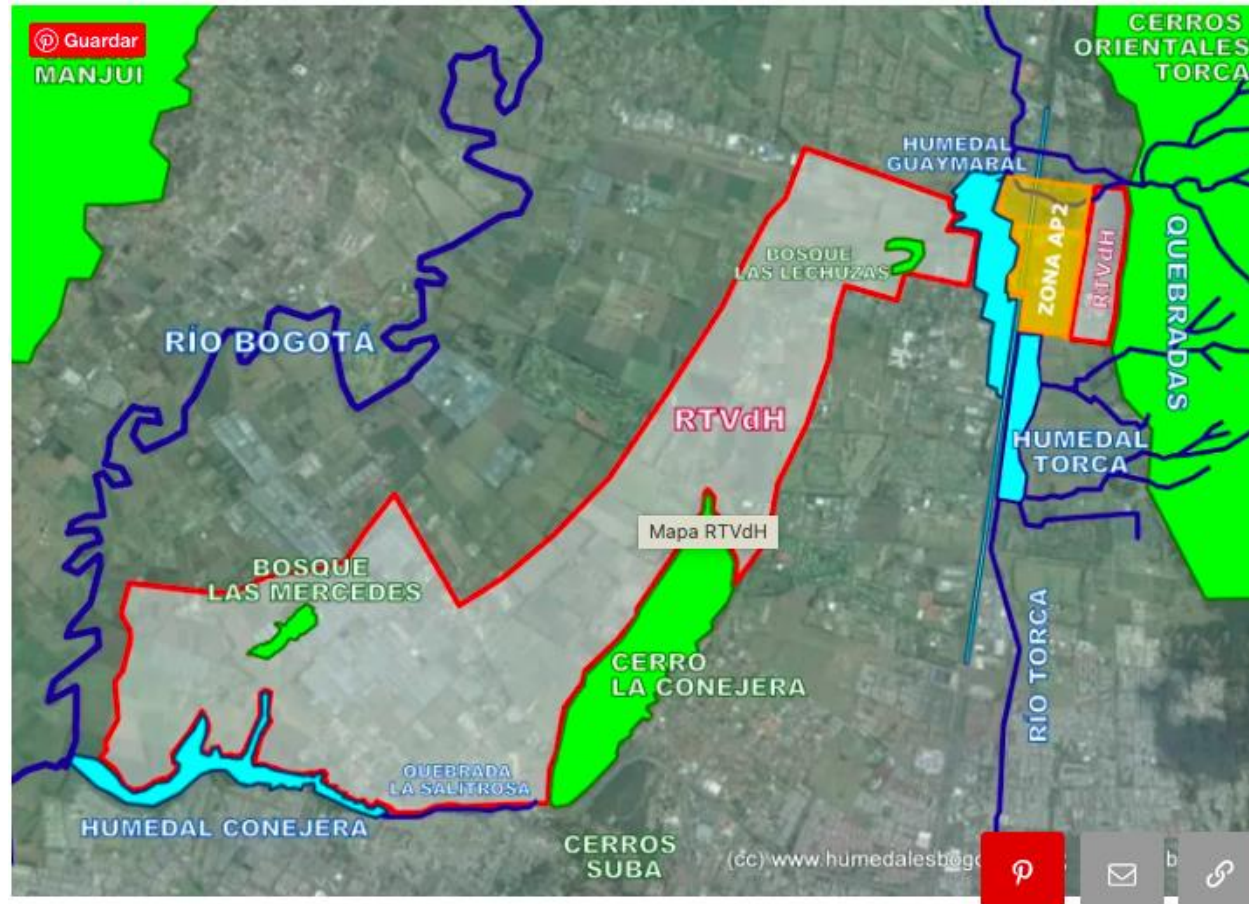 Guardar
MANJUI
CERROS
ORIENTALES
TORCA
HUMEDAL
GUAYMARAL
ZONA AP2
RTVdH
QUEBRADAS
BOSQUE
LAS LECHUZAS
RÍO BOGOTÁ
RTVdH
HUMEDAL
TORCA
Mapa RTVdH
BOSQUE
LAS MERCEDES
CERRO
LA CONEJERA
RÍO TORCA
QUEBRADA
LA SALITROSA
HUMEDAL CONEJERA
CERROS
SUBA
(cc) www.humedalesbogo